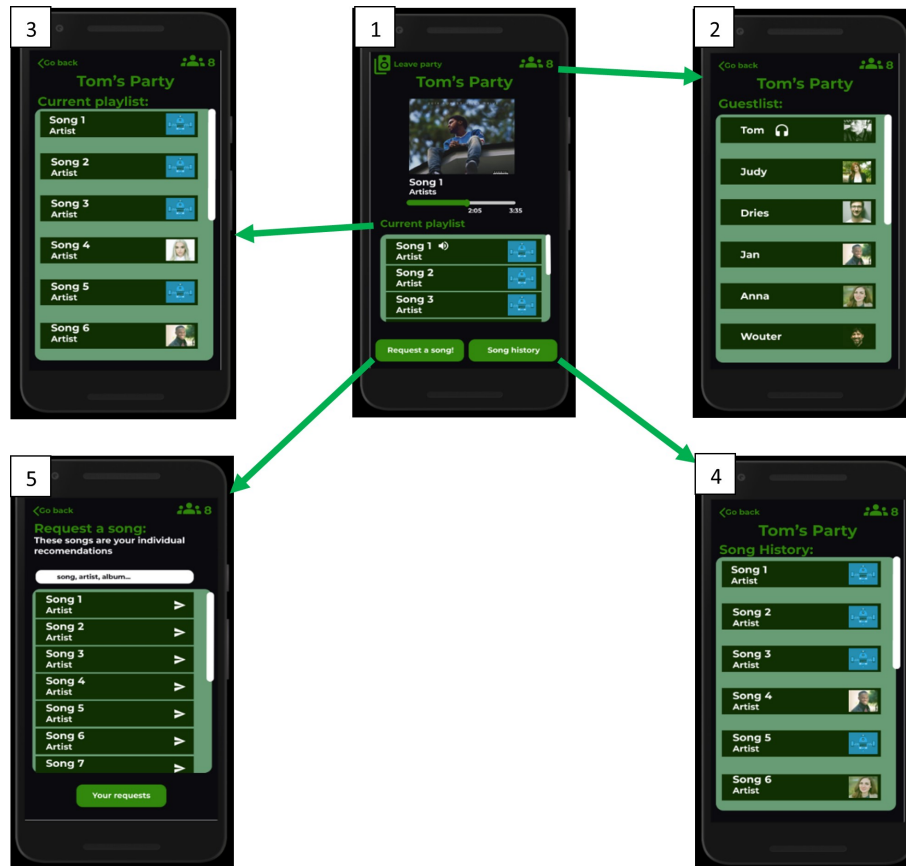 3
Go back
8
Tom's Party
Current playlist:
Song 1
Artist
Song 2
Artist
Song 3
Artist
Song 4
Artist
Song 5
Artist
Song 6
Artist
1
Leave party
8
Tom's Party
Song 1
Artists
2:05 3:35
Current playlist
Song 1
Artist
Song 2
Artist
Song 3
Artist
Request a song!
Song history
2
Go back
8
Tom's Party
Guestlist:
Tom
Judy
Dries
Jan
Anna
Wouter
5
Go back
8
Request a song:
These songs are your individual
recomendations
song, artist, album...
Song 1
Artist
Song 2
Artist
Song 3
Artist
Song 4
Artist
Song 5
Artist
Song 6
Artist
Song 7
Your requests
4
Go back
8
Tom's Party
Song History:
Song 1
Artist
Song 2
Artist
Song 3
Artist
Song 4
Artist
Song 5
Artist
Song 6
Artist